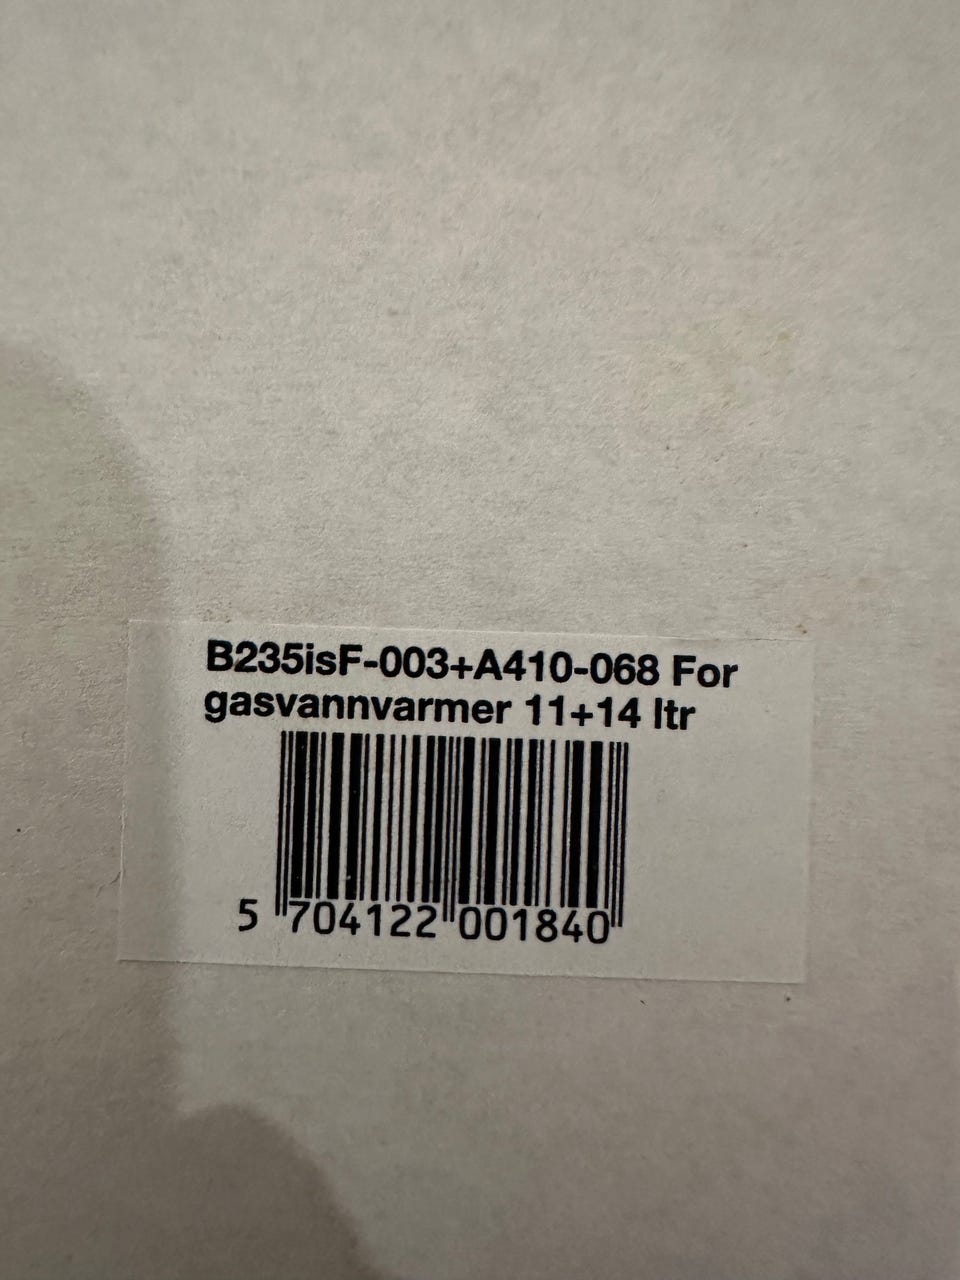 B235isF-003+A410-068 For
gasvannvarmer 11+14 ltr
5 704122 001840